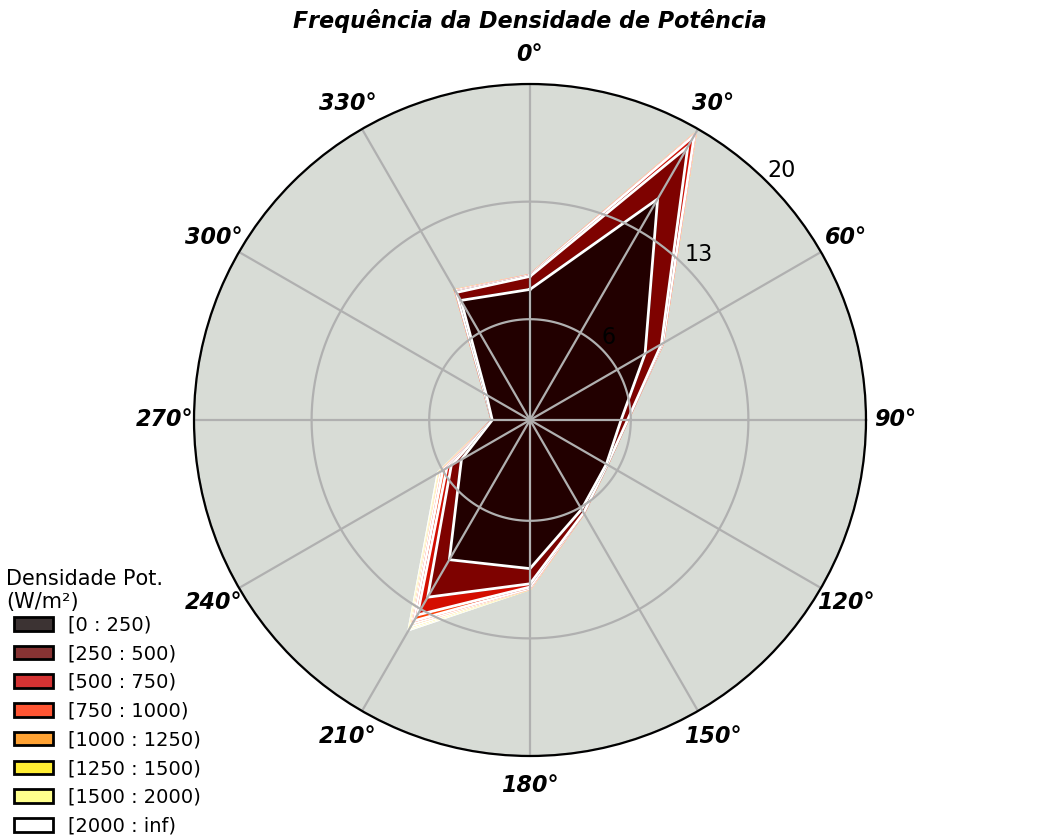 Frequência da Densidade de Potência
0°
330°
30°
20
300°
60°
13
6
270°
90°
Densidade Pot.
(W/m²)
240°
120°
[0 : 250)
[250 : 500)
[500 : 750)
[750 : 1000)
210°
150°
[1000 : 1250)
[1250 : 1500)
180°
[1500 : 2000)
[2000 : inf)